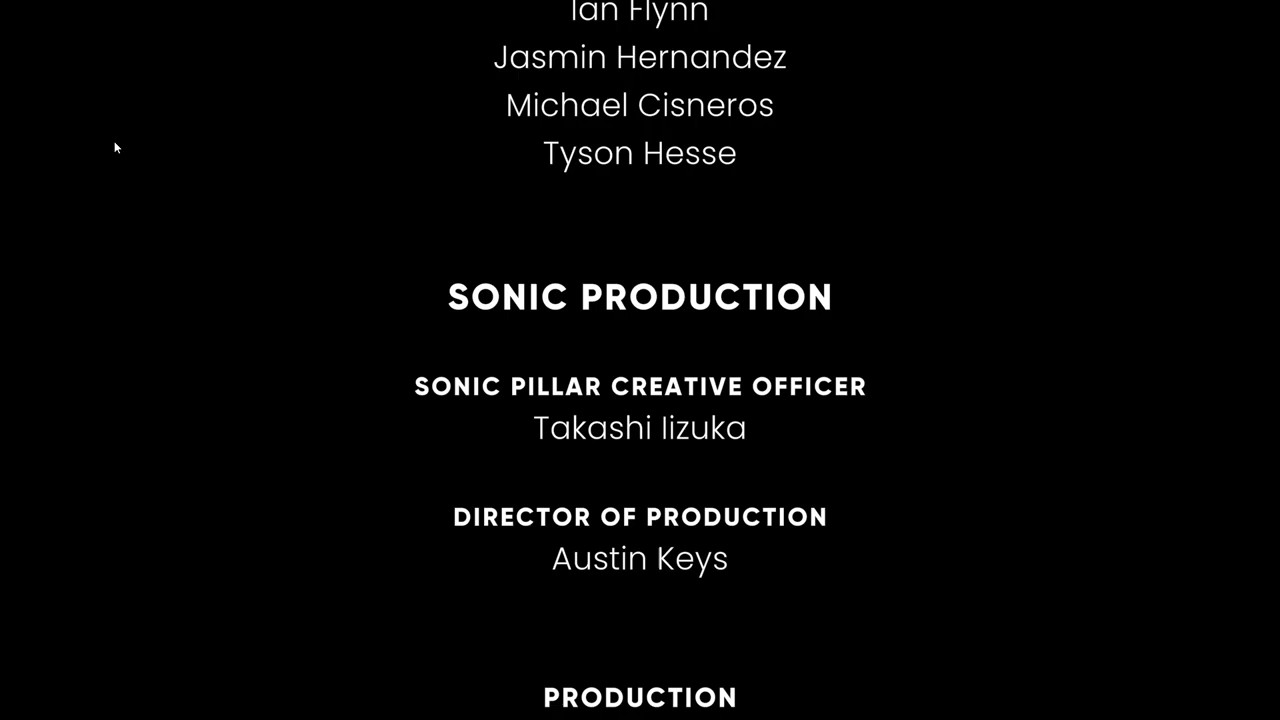 Ian Flynn
Jasmin Hernandez
Michael Cisneros
Tyson Hesse
SONIC PRODUCTION
SONIC PILLAR CREATIVE OFFICER
Takashi Iizuka
DIRECTOR OF PRODUCTION
Austin Keys
PRODUCTION